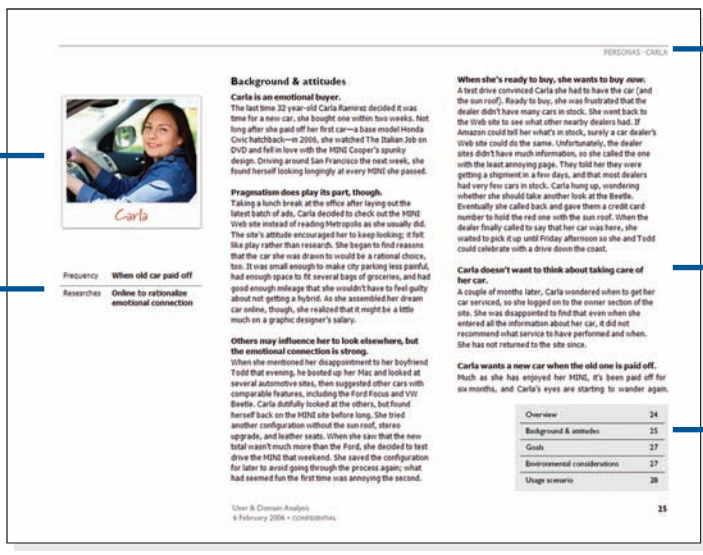 PERSONAS · CARLA
Carla
Frequency When old car paid off
Researches Online to rationalize
emotional connection
Background & attitudes
Carla is an emotional buyer.
The last time 32 year-old Carla Ramirez decided it was
time for a new car, she bought one within two weeks. Not
long after she paid off her first car—a base model Honda
Civic hatchback—in 2006, she watched The Italian Job on
DVD and fell in love with the MINI Cooper's spunky
design. Driving around San Francisco the next week, she
found herself looking longingly at every MINI she passed.
Pragmatism does play its part, though.
Taking a lunch break at the office after laying out the
latest batch of ads, Carla decided to check out the MINI
Web site instead of reading Metropolis as she usually did.
The site's attitude encouraged her to keep looking; it felt
like play rather than research. She began to find reasons
that the car she was drawn to would be a rational choice,
too. It was small enough to make city parking less painful,
had enough space to fit several bags of groceries, and had
good enough mileage that she wouldn't have to feel guilty
about not getting a hybrid. As she assembled her dream
car online, though, she realized that it might be a little
much on a graphic designer's salary.
Others may influence her to look elsewhere, but
the emotional connection is strong.
When she mentioned her disappointment to her boyfriend
Todd that evening, he booted up her Mac and looked at
several automotive sites, then suggested other cars with
comparable features, including the Ford Focus and VW
Beetle. Carla dutifully looked at the others, but found
herself back on the MINI site before long. She tried
another configuration without the sun roof, stereo
upgrade, and leather seats. When she saw that the new
total wasn't much more than the Ford, she decided to test
drive the MINI that weekend. She saved the configuration
for later to avoid going through the process again; what
had seemed fun the first time was annoying the second.
When she's ready to buy, she wants to buy now.
A test drive convinced Carla she had to have the car (and
the sun roof). Ready to buy, she was frustrated that the
dealer didn't have many cars in stock. She went back to
the Web site to see what other nearby dealers had. If
Amazon could tell her what's in stock, surely a car dealer's
Web site could do the same. Unfortunately, the dealer
sites didn't have much information, so she called the one
with the least annoying page. They told her they were
getting a shipment in a few days, and that most dealers
had very few cars in stock. Carla hung up, wondering
whether she should take another look at the Beetle.
Eventually she called back and gave them a credit card
number to hold the red one with the sun roof. When the
dealer finally called to say that her car was here, she
waited to pick it up until Friday afternoon so she and Todd
could celebrate with a drive down the coast.
Carla doesn't want to think about taking care of
her car.
A couple of months later, Carla wondered when to get her
car serviced, so she logged on to the owner section of the
site. She was disappointed to find that even when she
entered all the information about her car, it did not
recommend what service to have performed and when.
She has not returned to the site since.
Carla wants a new car when the old one is paid off.
Much as she has enjoyed her MINI, it's been paid off for
six months, and Carla's eyes are starting to wander again.
Overview 24
Background & attitudes 25
Goals 27
Environmental considerations 27
Usage scenario 28
User & Domain Analysis
6 February 2006 • CONFIDENTIAL
25